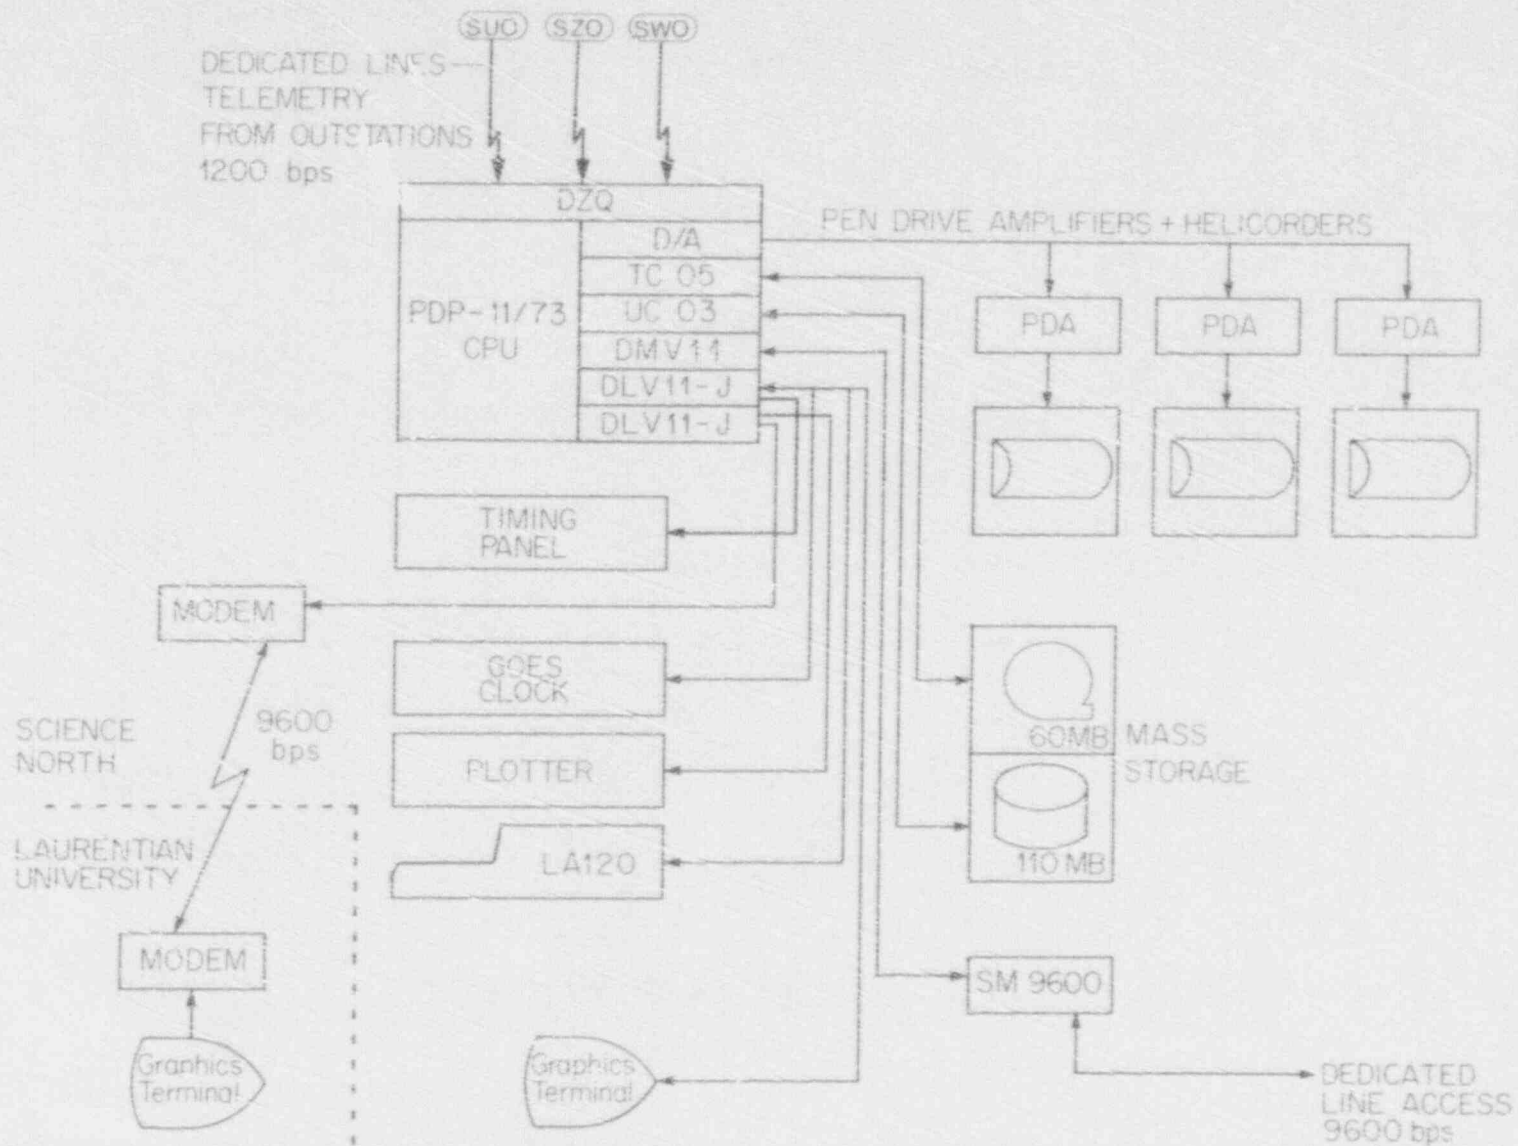 SUO SZO SWO
DEDICATED LINES
TELEMETRY
FROM OUTSTATIONS
1200 bps
DZQ
D/A
TC 05
UC 03
DMV11
DLV11-J
DLV11-J
PDP-11/73
CPU
PEN DRIVE AMPLIFIERS + HELICORDERS
PDA PDA PDA
TIMING
PANEL
MODEM
GOES
CLOCK
SCIENCE
NORTH
9600
bps
PLOTTER
60MB
MASS
STORAGE
110 MB
LAURENTIAN
UNIVERSITY
LA120
MODEM
SM 9600
Graphics
Terminal
Graphics
Terminal
DEDICATED
LINE ACCESS
9600 bps